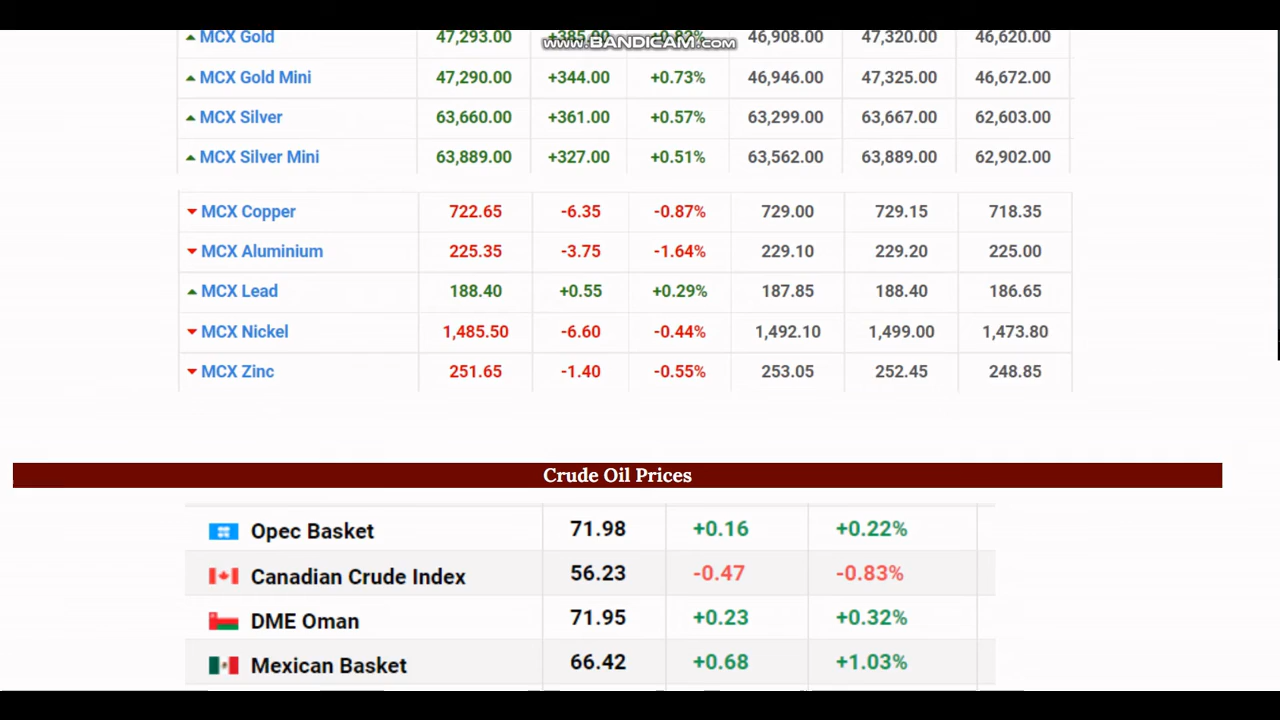 MCX Gold 47,293.00 +385.00 46,908.00 47,320.00 46,620.00
www.BANDICAM.com
MCX Gold Mini 47,290.00 +344.00 +0.73% 46,946.00 47,325.00 46,672.00
MCX Silver 63,660.00 +361.00 +0.57% 63,299.00 63,667.00 62,603.00
MCX Silver Mini 63,889.00 +327.00 +0.51% 63,562.00 63,889.00 62,902.00
MCX Copper 722.65 -6.35 -0.87% 729.00 729.15 718.35
MCX Aluminium 225.35 -3.75 -1.64% 229.10 229.20 225.00
MCX Lead 188.40 +0.55 +0.29% 187.85 188.40 186.65
MCX Nickel 1,485.50 -6.60 -0.44% 1,492.10 1,499.00 1,473.80
MCX Zinc 251.65 -1.40 -0.55% 253.05 252.45 248.85
Crude Oil Prices
Opec Basket 71.98 +0.16 +0.22%
Canadian Crude Index 56.23 -0.47 -0.83%
DME Oman 71.95 +0.23 +0.32%
Mexican Basket 66.42 +0.68 +1.03%